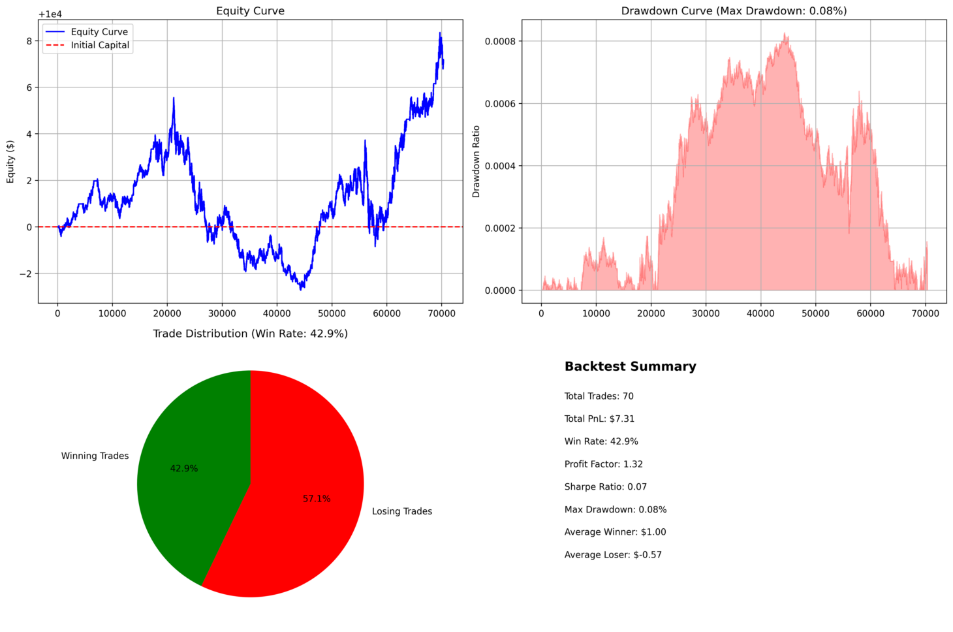 Equity Curve
+1e4
Equity Curve
Initial Capital
8
6
4
2
0
−2
Equity ($)
0 10000 20000 30000 40000 50000 60000 70000
Drawdown Curve (Max Drawdown: 0.08%)
0.0008
0.0006
0.0004
0.0002
0.0000
Drawdown Ratio
0 10000 20000 30000 40000 50000 60000 70000
Trade Distribution (Win Rate: 42.9%)
Winning Trades
42.9%
57.1%
Losing Trades
Backtest Summary
Total Trades: 70
Total PnL: $7.31
Win Rate: 42.9%
Profit Factor: 1.32
Sharpe Ratio: 0.07
Max Drawdown: 0.08%
Average Winner: $1.00
Average Loser: $-0.57